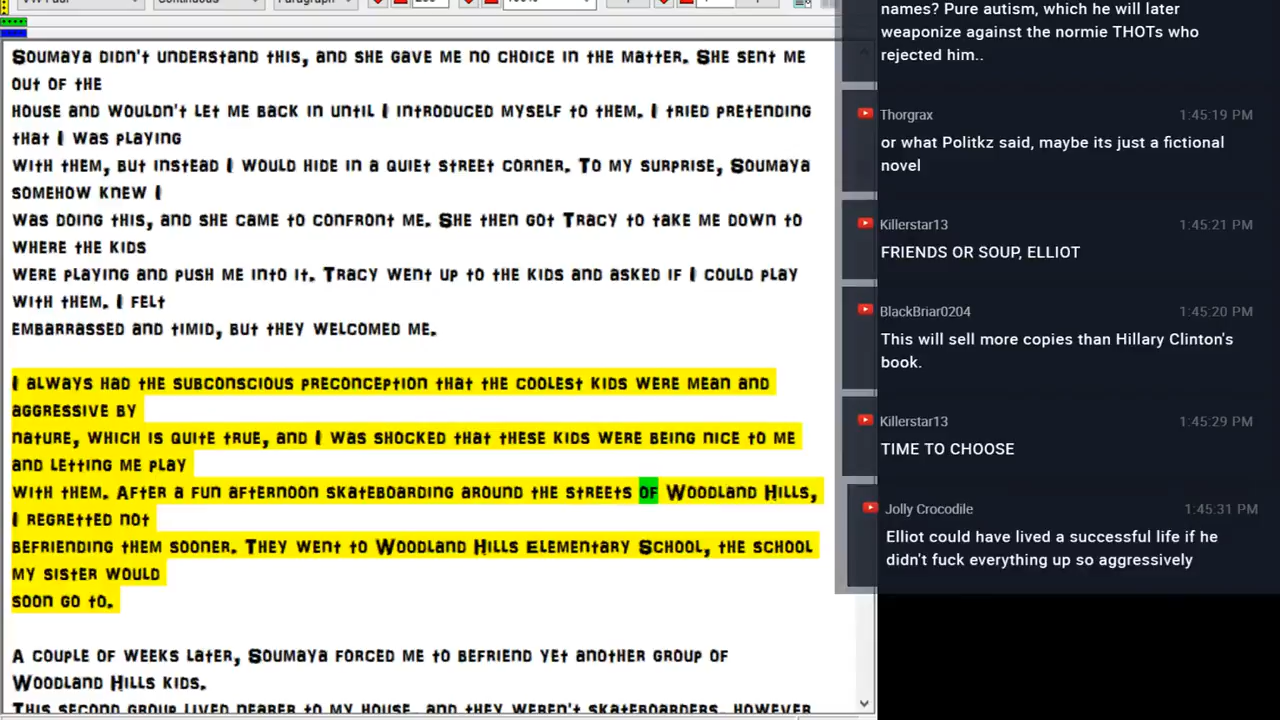 Soumaya didn't understand this, and she gave me no choice in the matter. She sent me
out of the
house and wouldn't let me back in until I introduced myself to them. I tried pretending
that I was playing
with them, but instead I would hide in a quiet street corner. To my surprise, Soumaya
somehow knew I
was doing this, and she came to confront me. She then got Tracy to take me down to
where the kids
were playing and push me into it. Tracy went up to the kids and asked if I could play
with them. I felt
embarrassed and timid, but they welcomed me.
I always had the subconscious preconception that the coolest kids were mean and
aggressive by
nature, which is quite true, and I was shocked that these kids were being nice to me
and letting me play
with them. After a fun afternoon skateboarding around the streets of Woodland Hills,
I regretted not
befriending them sooner. They went to Woodland Hills Elementary School, the school
my sister would
soon go to.
A couple of weeks later, Soumaya forced me to befriend yet another group of
Woodland Hills kids.
This second group lived nearer to my house, and they weren't skateboarders. However
names? Pure autism, which he will later
weaponize against the normie THOTs who
rejected him..
Thorgrax 1:45:19 PM
or what Politkz said, maybe its just a fictional
novel
Killerstar13 1:45:21 PM
FRIENDS OR SOUP, ELLIOT
BlackBriar0204 1:45:20 PM
This will sell more copies than Hillary Clinton's
book.
Killerstar13 1:45:29 PM
TIME TO CHOOSE
Jolly Crocodile 1:45:31 PM
Elliot could have lived a successful life if he
didn't fuck everything up so aggressively